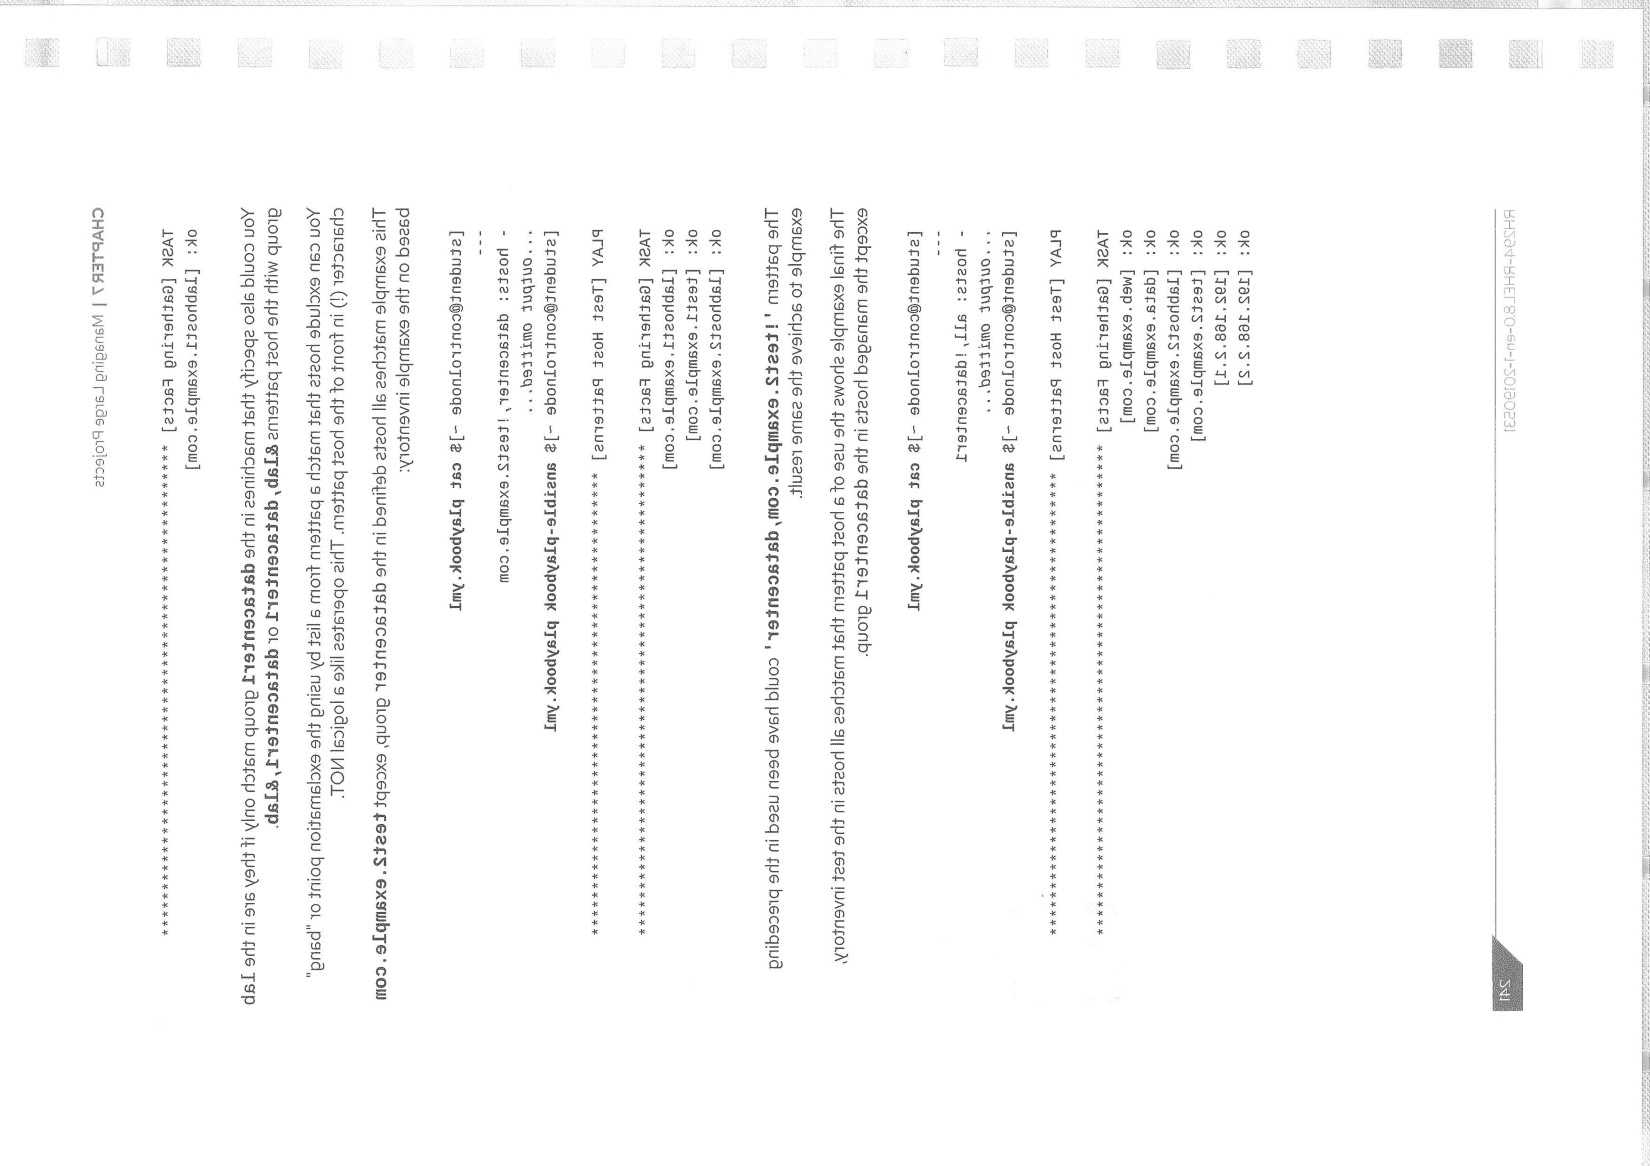 CHAPTER 7 | Managing Large Projects
TASK [Gathering Facts] **********************************************************
ok: [labhost1.example.com]
You could also specify that machines in the datacenter1 group match only if they are in the lab
group with the host patterns &lab,datacenter1 or datacenter1,&lab.
You can exclude hosts that match a pattern from a list by using the exclamation point or "bang"
character (!) in front of the host pattern. This operates like a logical NOT.
This example matches all hosts defined in the datacenter group, except test2.example.com
based on the example inventory:
[student@controlnode ~]$ cat playbook.yml
---
- hosts: datacenter,!test2.example.com
...output omitted...
[student@controlnode ~]$ ansible-playbook playbook.yml
PLAY [Test Host Patterns] *******************************************************
TASK [Gathering Facts] **********************************************************
ok: [labhost1.example.com]
ok: [test1.example.com]
ok: [labhost2.example.com]
The pattern '!test2.example.com,datacenter' could have been used in the preceding
example to achieve the same result.
The final example shows the use of a host pattern that matches all hosts in the test inventory,
except the managed hosts in the datacenter1 group.
[student@controlnode ~]$ cat playbook.yml
---
- hosts: all,!datacenter1
...output omitted...
[student@controlnode ~]$ ansible-playbook playbook.yml
PLAY [Test Host Patterns] *******************************************************
TASK [Gathering Facts] **********************************************************
ok: [web.example.com]
ok: [data.example.com]
ok: [labhost2.example.com]
ok: [test2.example.com]
ok: [192.168.2.1]
ok: [192.168.2.2]
RH294-RHEL8.0-en-1-20190531
241